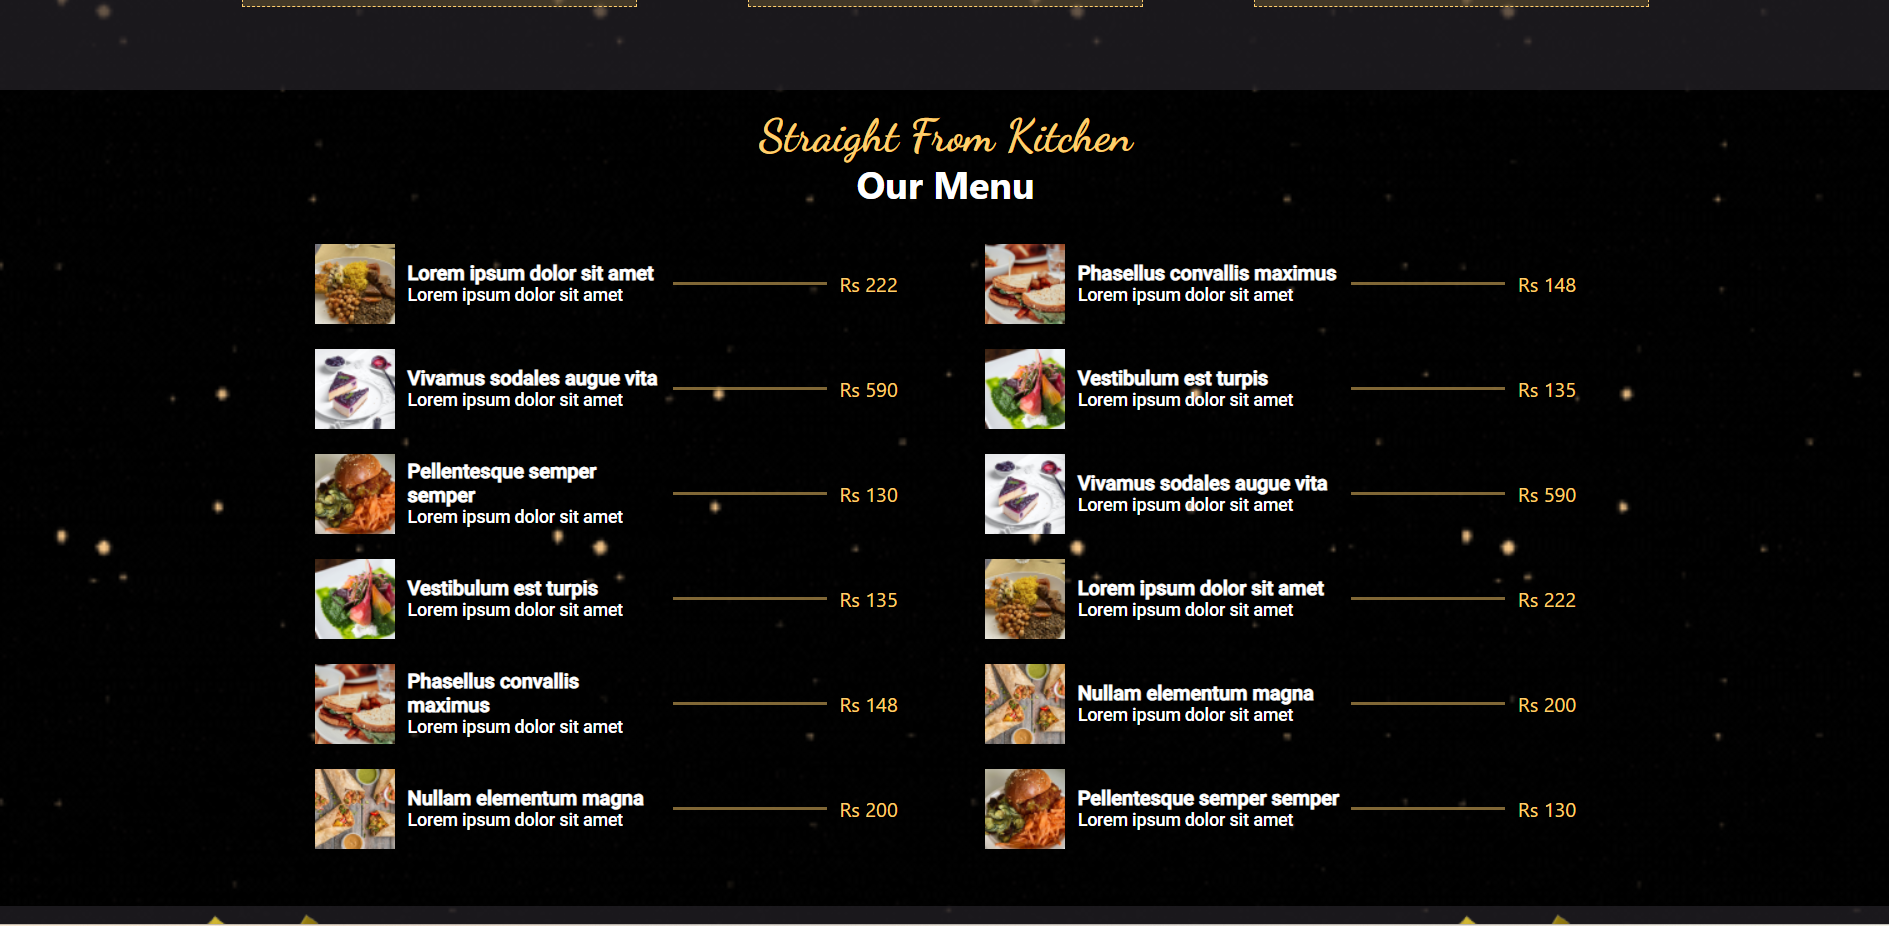 Straight From Kitchen
Our Menu
Lorem ipsum dolor sit amet
Lorem ipsum dolor sit amet
Rs 222
Vivamus sodales augue vita
Lorem ipsum dolor sit amet
Rs 590
Pellentesque semper
semper
Lorem ipsum dolor sit amet
Rs 130
Vestibulum est turpis
Lorem ipsum dolor sit amet
Rs 135
Phasellus convallis
maximus
Lorem ipsum dolor sit amet
Rs 148
Nullam elementum magna
Lorem ipsum dolor sit amet
Rs 200
Phasellus convallis maximus
Lorem ipsum dolor sit amet
Rs 148
Vestibulum est turpis
Lorem ipsum dolor sit amet
Rs 135
Vivamus sodales augue vita
Lorem ipsum dolor sit amet
Rs 590
Lorem ipsum dolor sit amet
Lorem ipsum dolor sit amet
Rs 222
Nullam elementum magna
Lorem ipsum dolor sit amet
Rs 200
Pellentesque semper semper
Lorem ipsum dolor sit amet
Rs 130